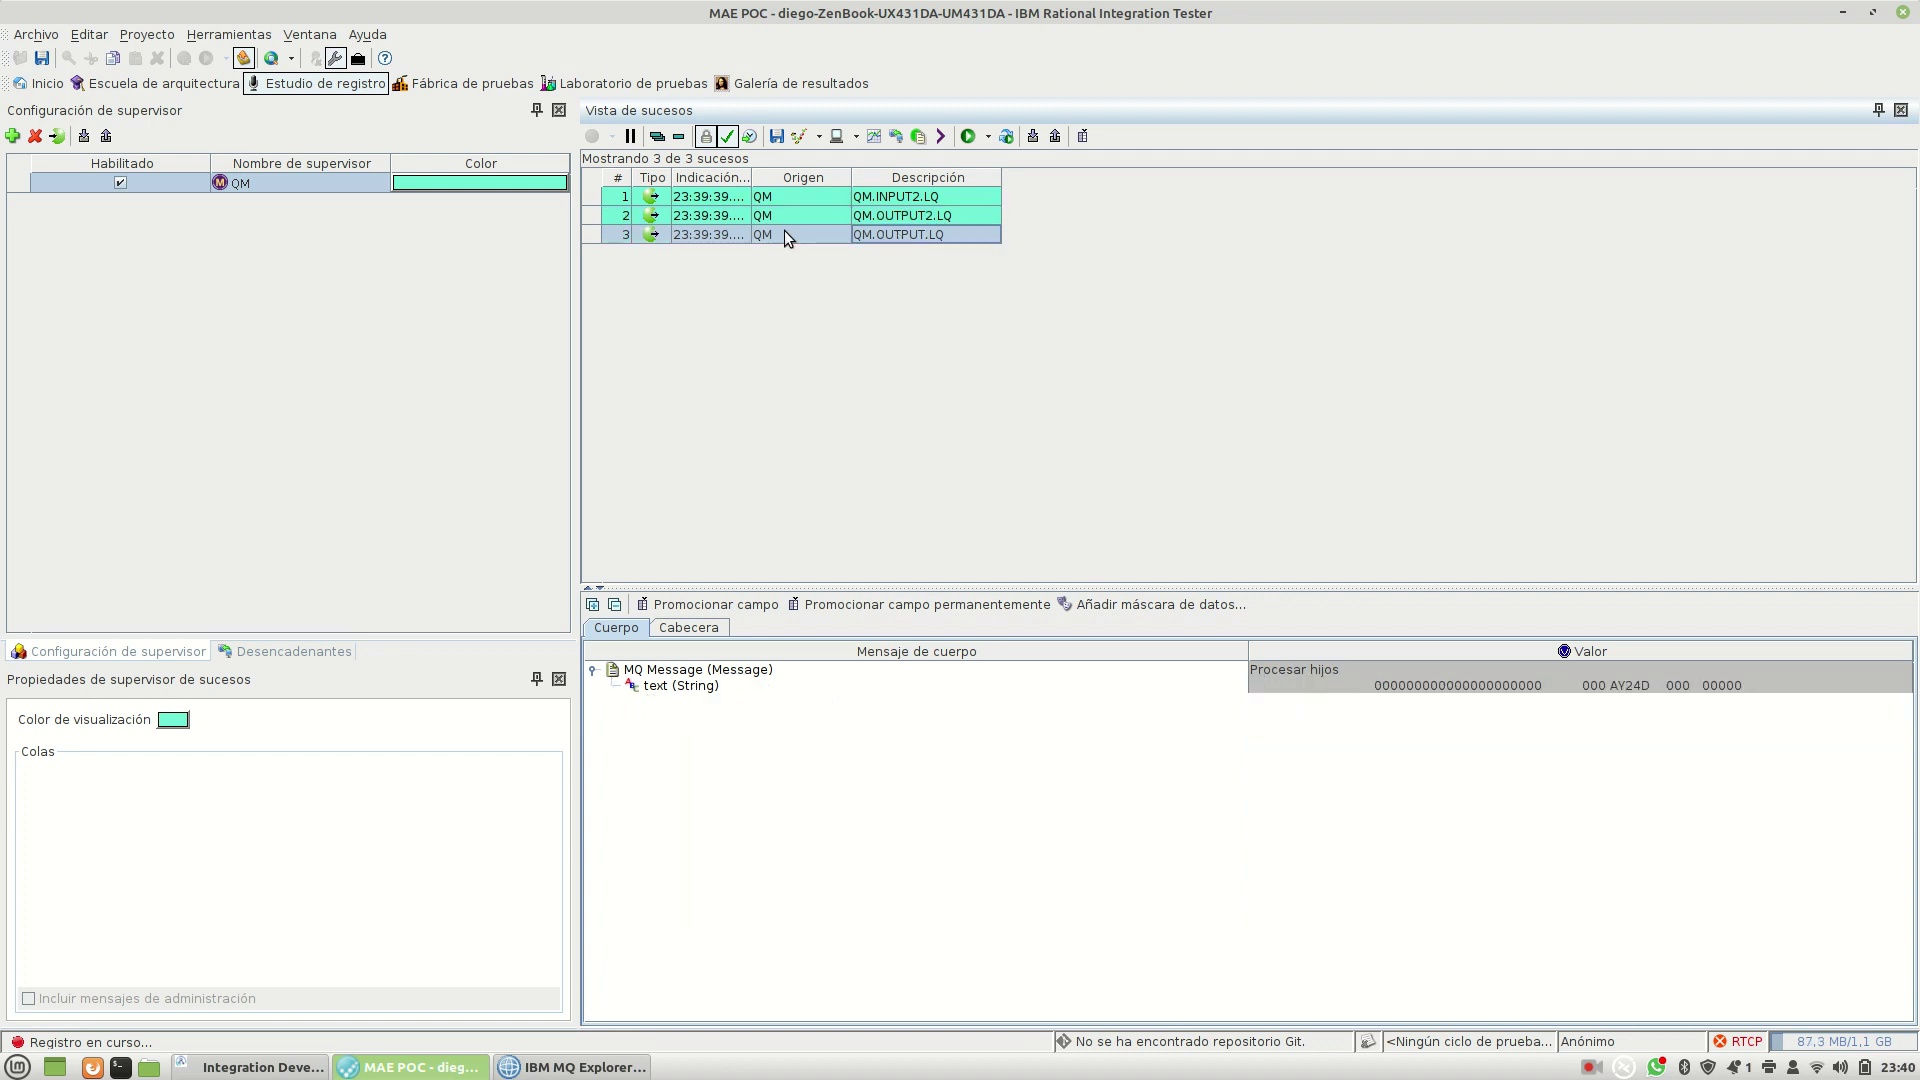 MAE POC - diego-ZenBook-UX431DA-UM431DA - IBM Rational Integration Tester
Archivo Editar Proyecto Herramientas Ventana Ayuda
Inicio Escuela de arquitectura Estudio de registro Fábrica de pruebas Laboratorio de pruebas Galería de resultados
Configuración de supervisor
Habilitado Nombre de supervisor Color
QM
Vista de sucesos
Mostrando 3 de 3 sucesos
# Tipo Indicación... Origen Descripción
1 23:39:39.... QM QM.INPUT2.LQ
2 23:39:39.... QM QM.OUTPUT2.LQ
3 23:39:39.... QM QM.OUTPUT.LQ
Promocionar campo Promocionar campo permanentemente Añadir máscara de datos...
Cuerpo Cabecera
Mensaje de cuerpo Valor
MQ Message (Message) Procesar hijos
text (String) 000000000000000000000 000 AY24D 000 00000
Configuración de supervisor Desencadenantes
Propiedades de supervisor de sucesos
Color de visualización
Colas
Incluir mensajes de administración
Registro en curso... No se ha encontrado repositorio Git. <Ningún ciclo de prueba... Anónimo RTCP 87,3 MB/1,1 GB
Integration Deve... MAE POC - dieg... IBM MQ Explorer... 1 23:40